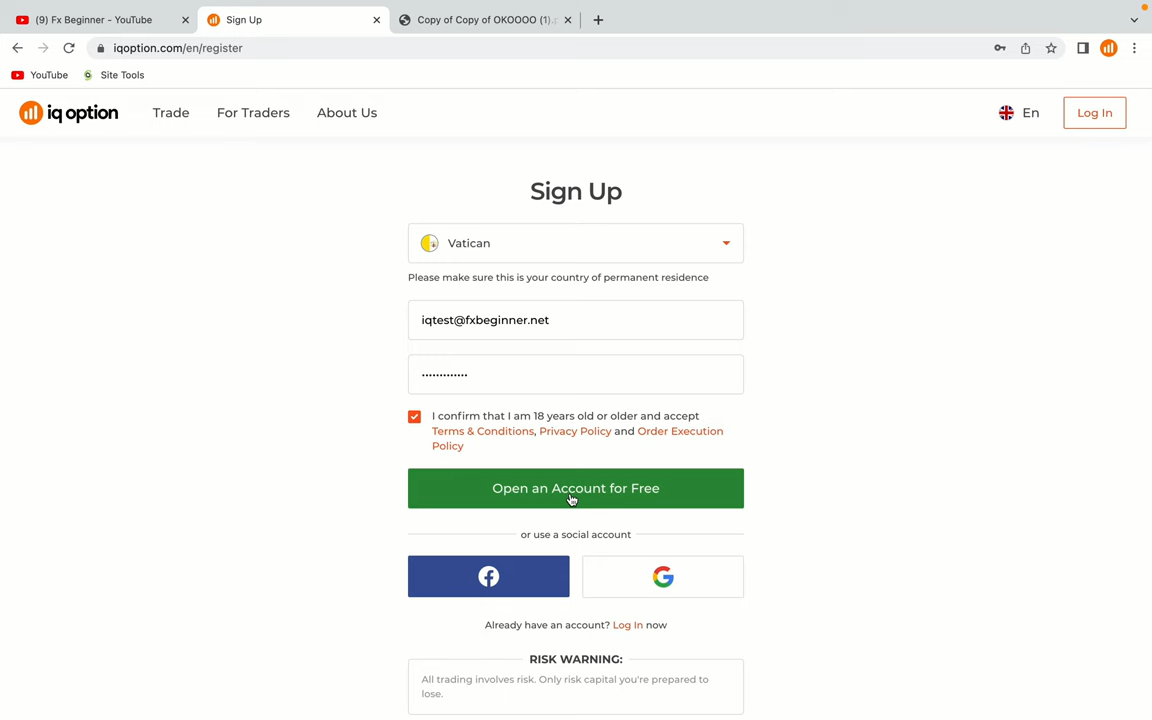 (9) Fx Beginner - YouTube
Sign Up
Copy of Copy of OKOOOO (1).
iqoption.com/en/register
YouTube
Site Tools
iq option
Trade
For Traders
About Us
En
Log In
Sign Up
Vatican
Please make sure this is your country of permanent residence
iqtest@fxbeginner.net
•••••••••••••
I confirm that I am 18 years old or older and accept
Terms & Conditions, Privacy Policy and Order Execution
Policy
Open an Account for Free
or use a social account
Already have an account? Log In now
RISK WARNING:
All trading involves risk. Only risk capital you're prepared to
lose.